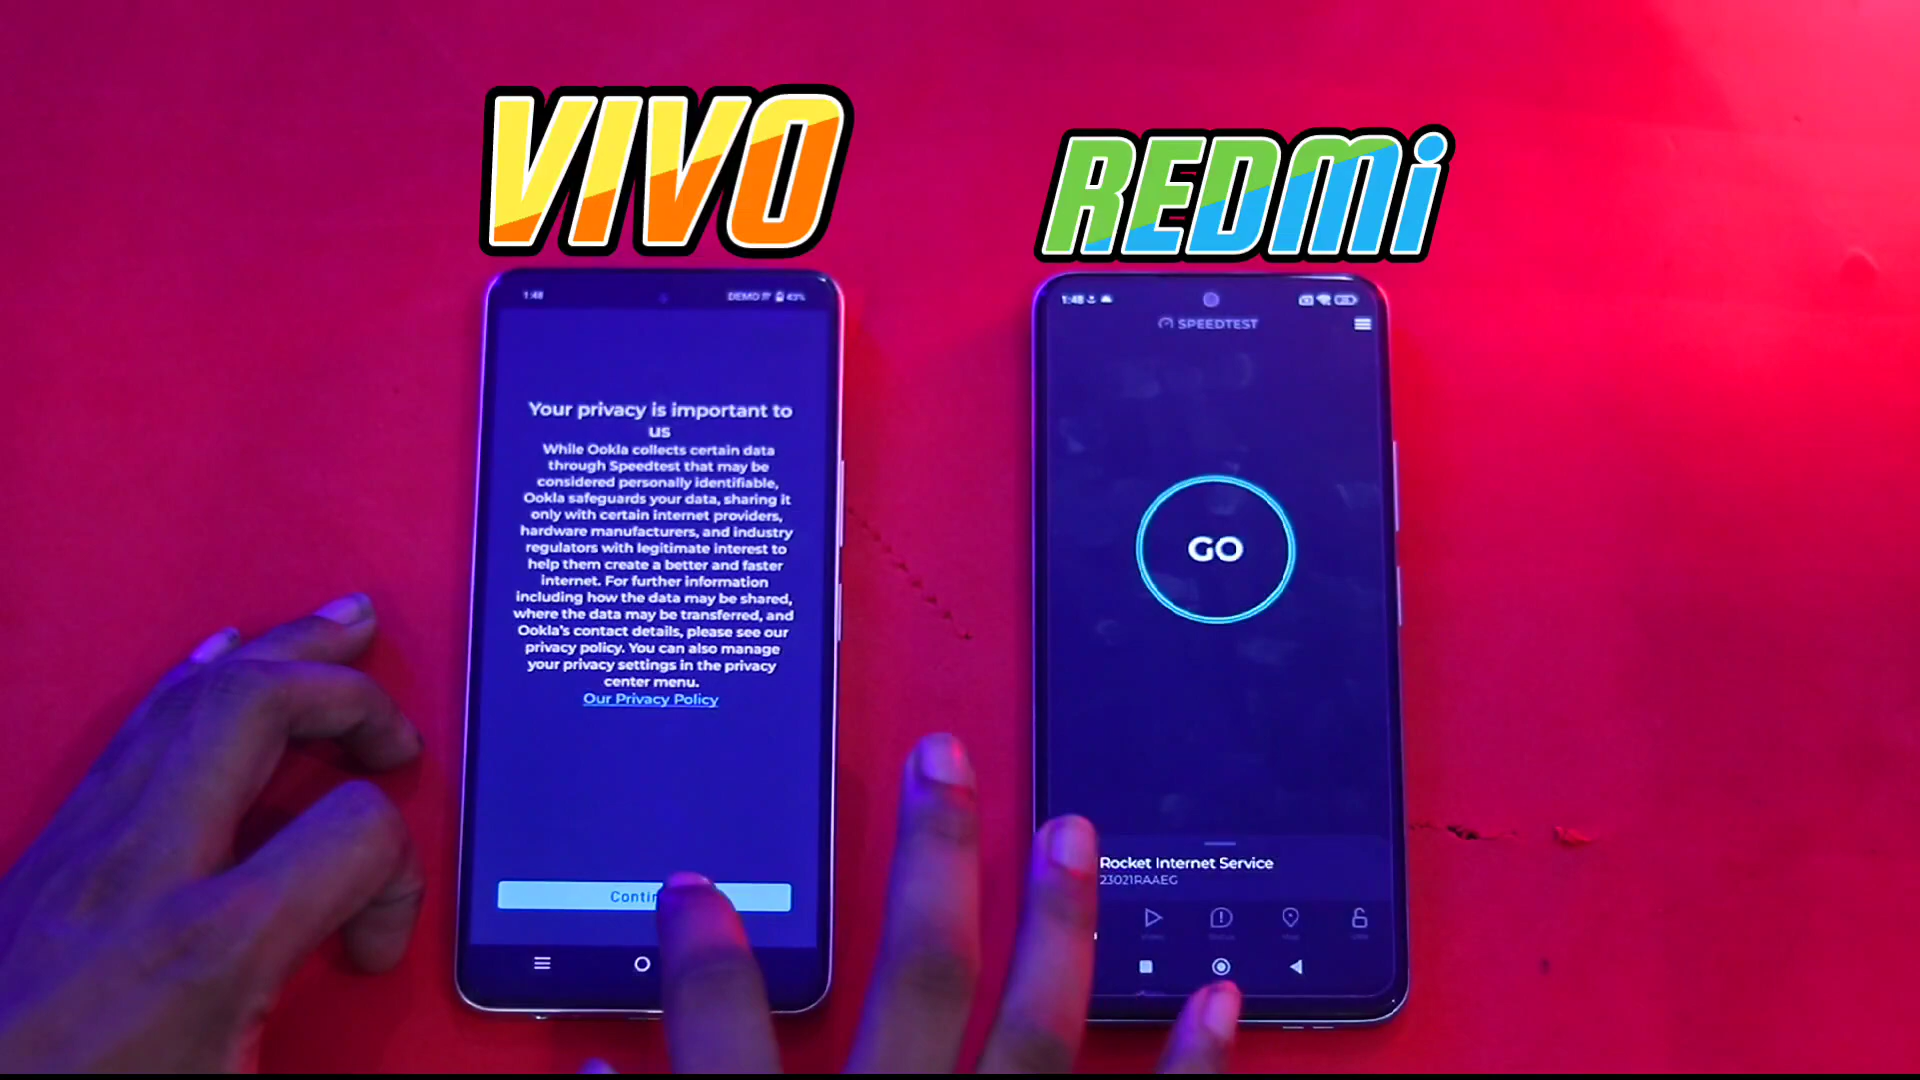 VIVO
REDMi
1:48
DEMO
43%
Your privacy is important to
us
While Ookla collects certain data
through Speedtest that may be
considered personally identifiable,
Ookla safeguards your data, sharing it
only with certain internet providers,
hardware manufacturers, and industry
regulators with legitimate interest to
help them create a better and faster
internet. For further information
including how the data may be shared,
where the data may be transferred, and
Ookla's contact details, please see our
privacy policy. You can also manage
your privacy settings in the privacy
center menu.
Our Privacy Policy
1:48
SPEEDTEST
GO
Rocket Internet Service
23021RAAEG